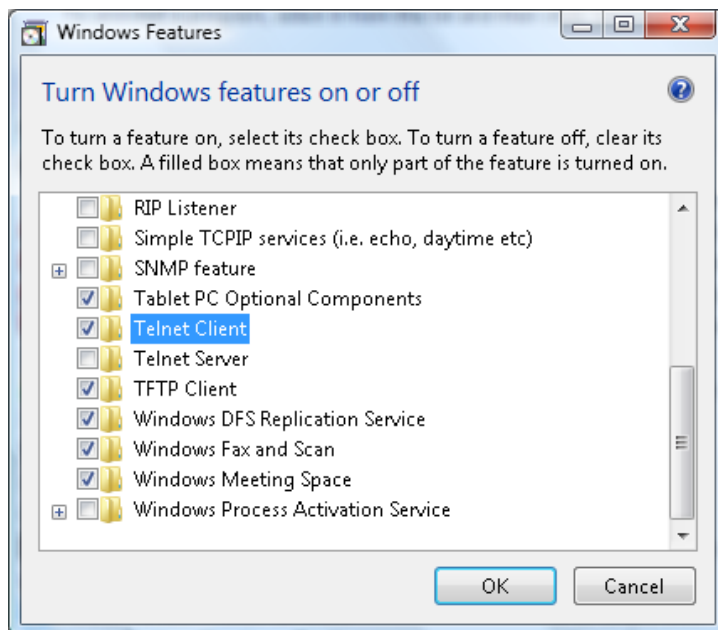 Windows Features
Turn Windows features on or off
To turn a feature on, select its check box. To turn a feature off, clear its
check box. A filled box means that only part of the feature is turned on.
RIP Listener
Simple TCPIP services (i.e. echo, daytime etc)
SNMP feature
Tablet PC Optional Components
Telnet Client
Telnet Server
TFTP Client
Windows DFS Replication Service
Windows Fax and Scan
Windows Meeting Space
Windows Process Activation Service
OK Cancel